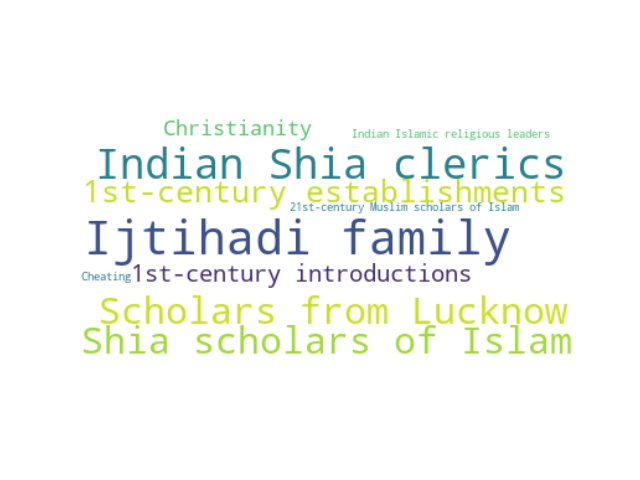 Christianity
Indian Islamic religious leaders
Indian Shia clerics
1st-century establishments
21st-century Muslim scholars of Islam
Ijtihadi family
Cheating
1st-century introductions
Scholars from Lucknow
Shia scholars of Islam